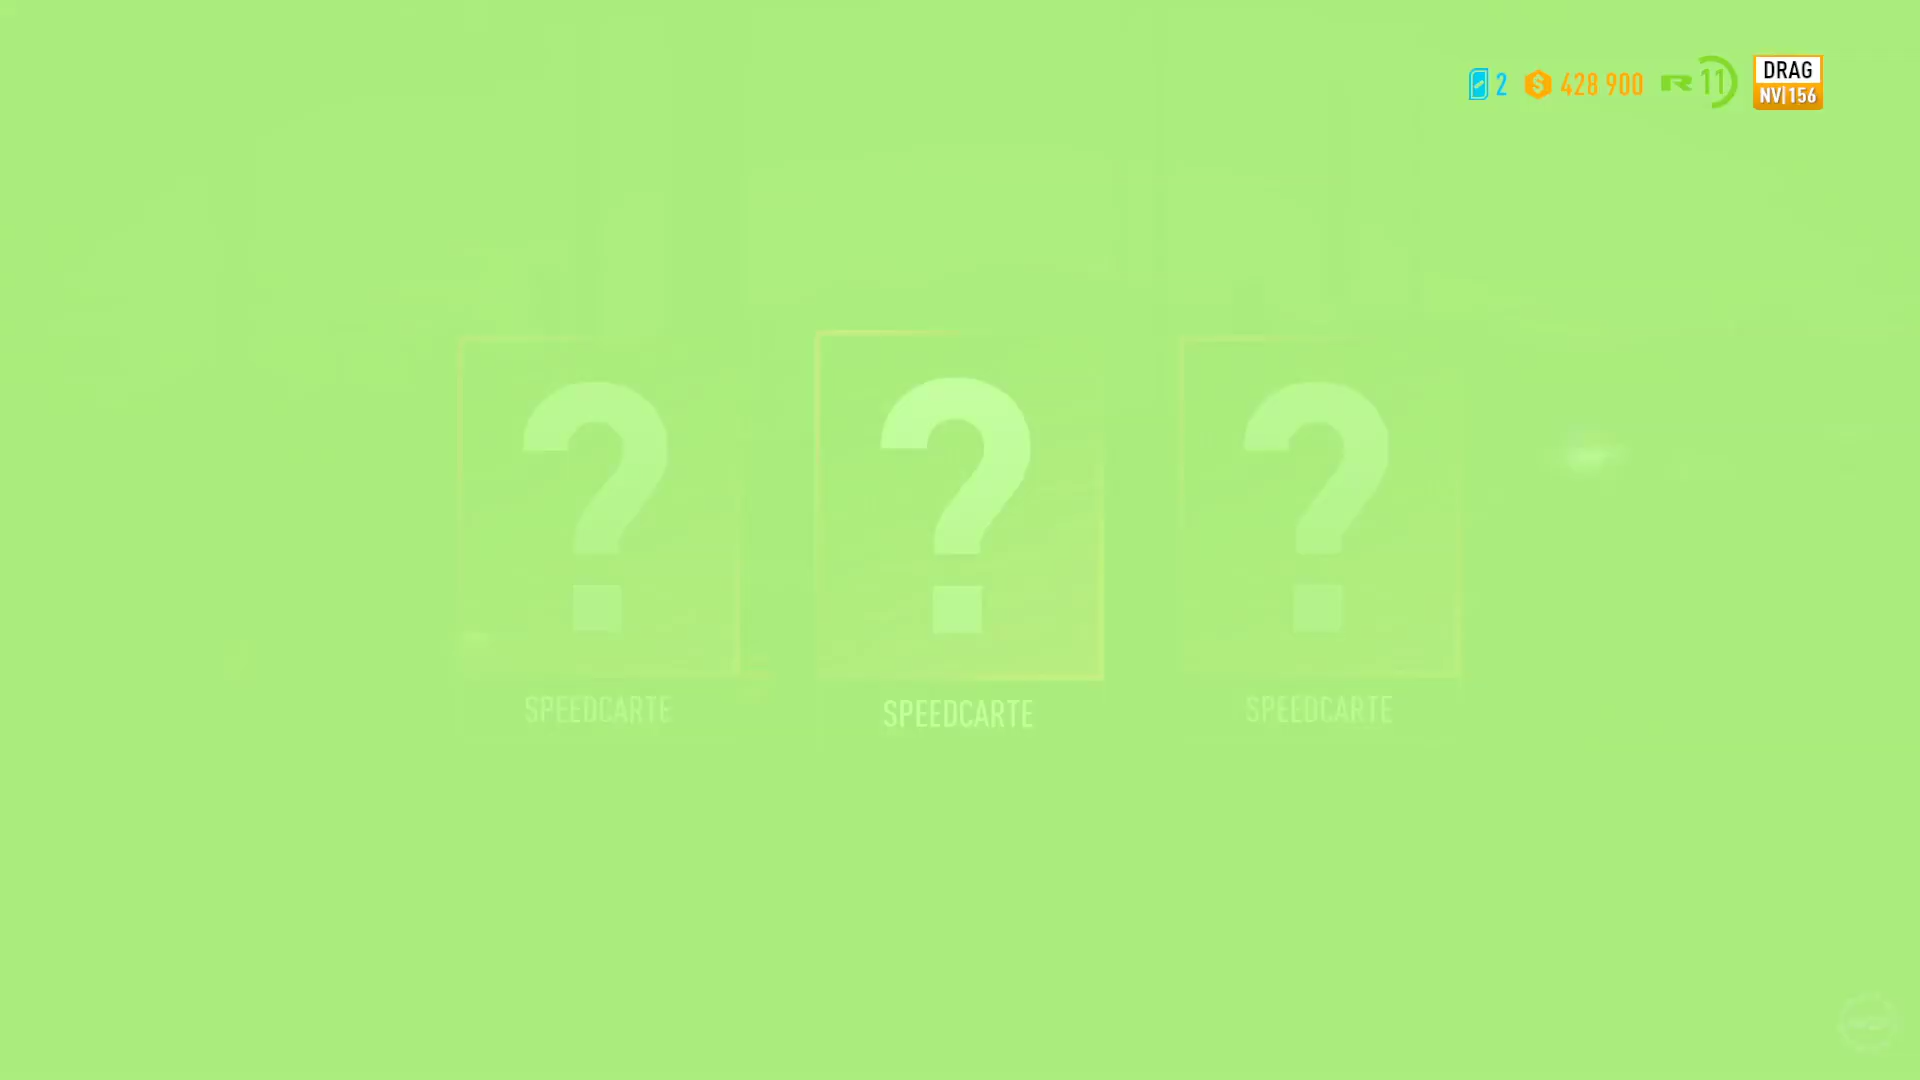 2 428 900 R 11 DRAG
NV|156
?
?
?
SPEEDCARTE
SPEEDCARTE
SPEEDCARTE